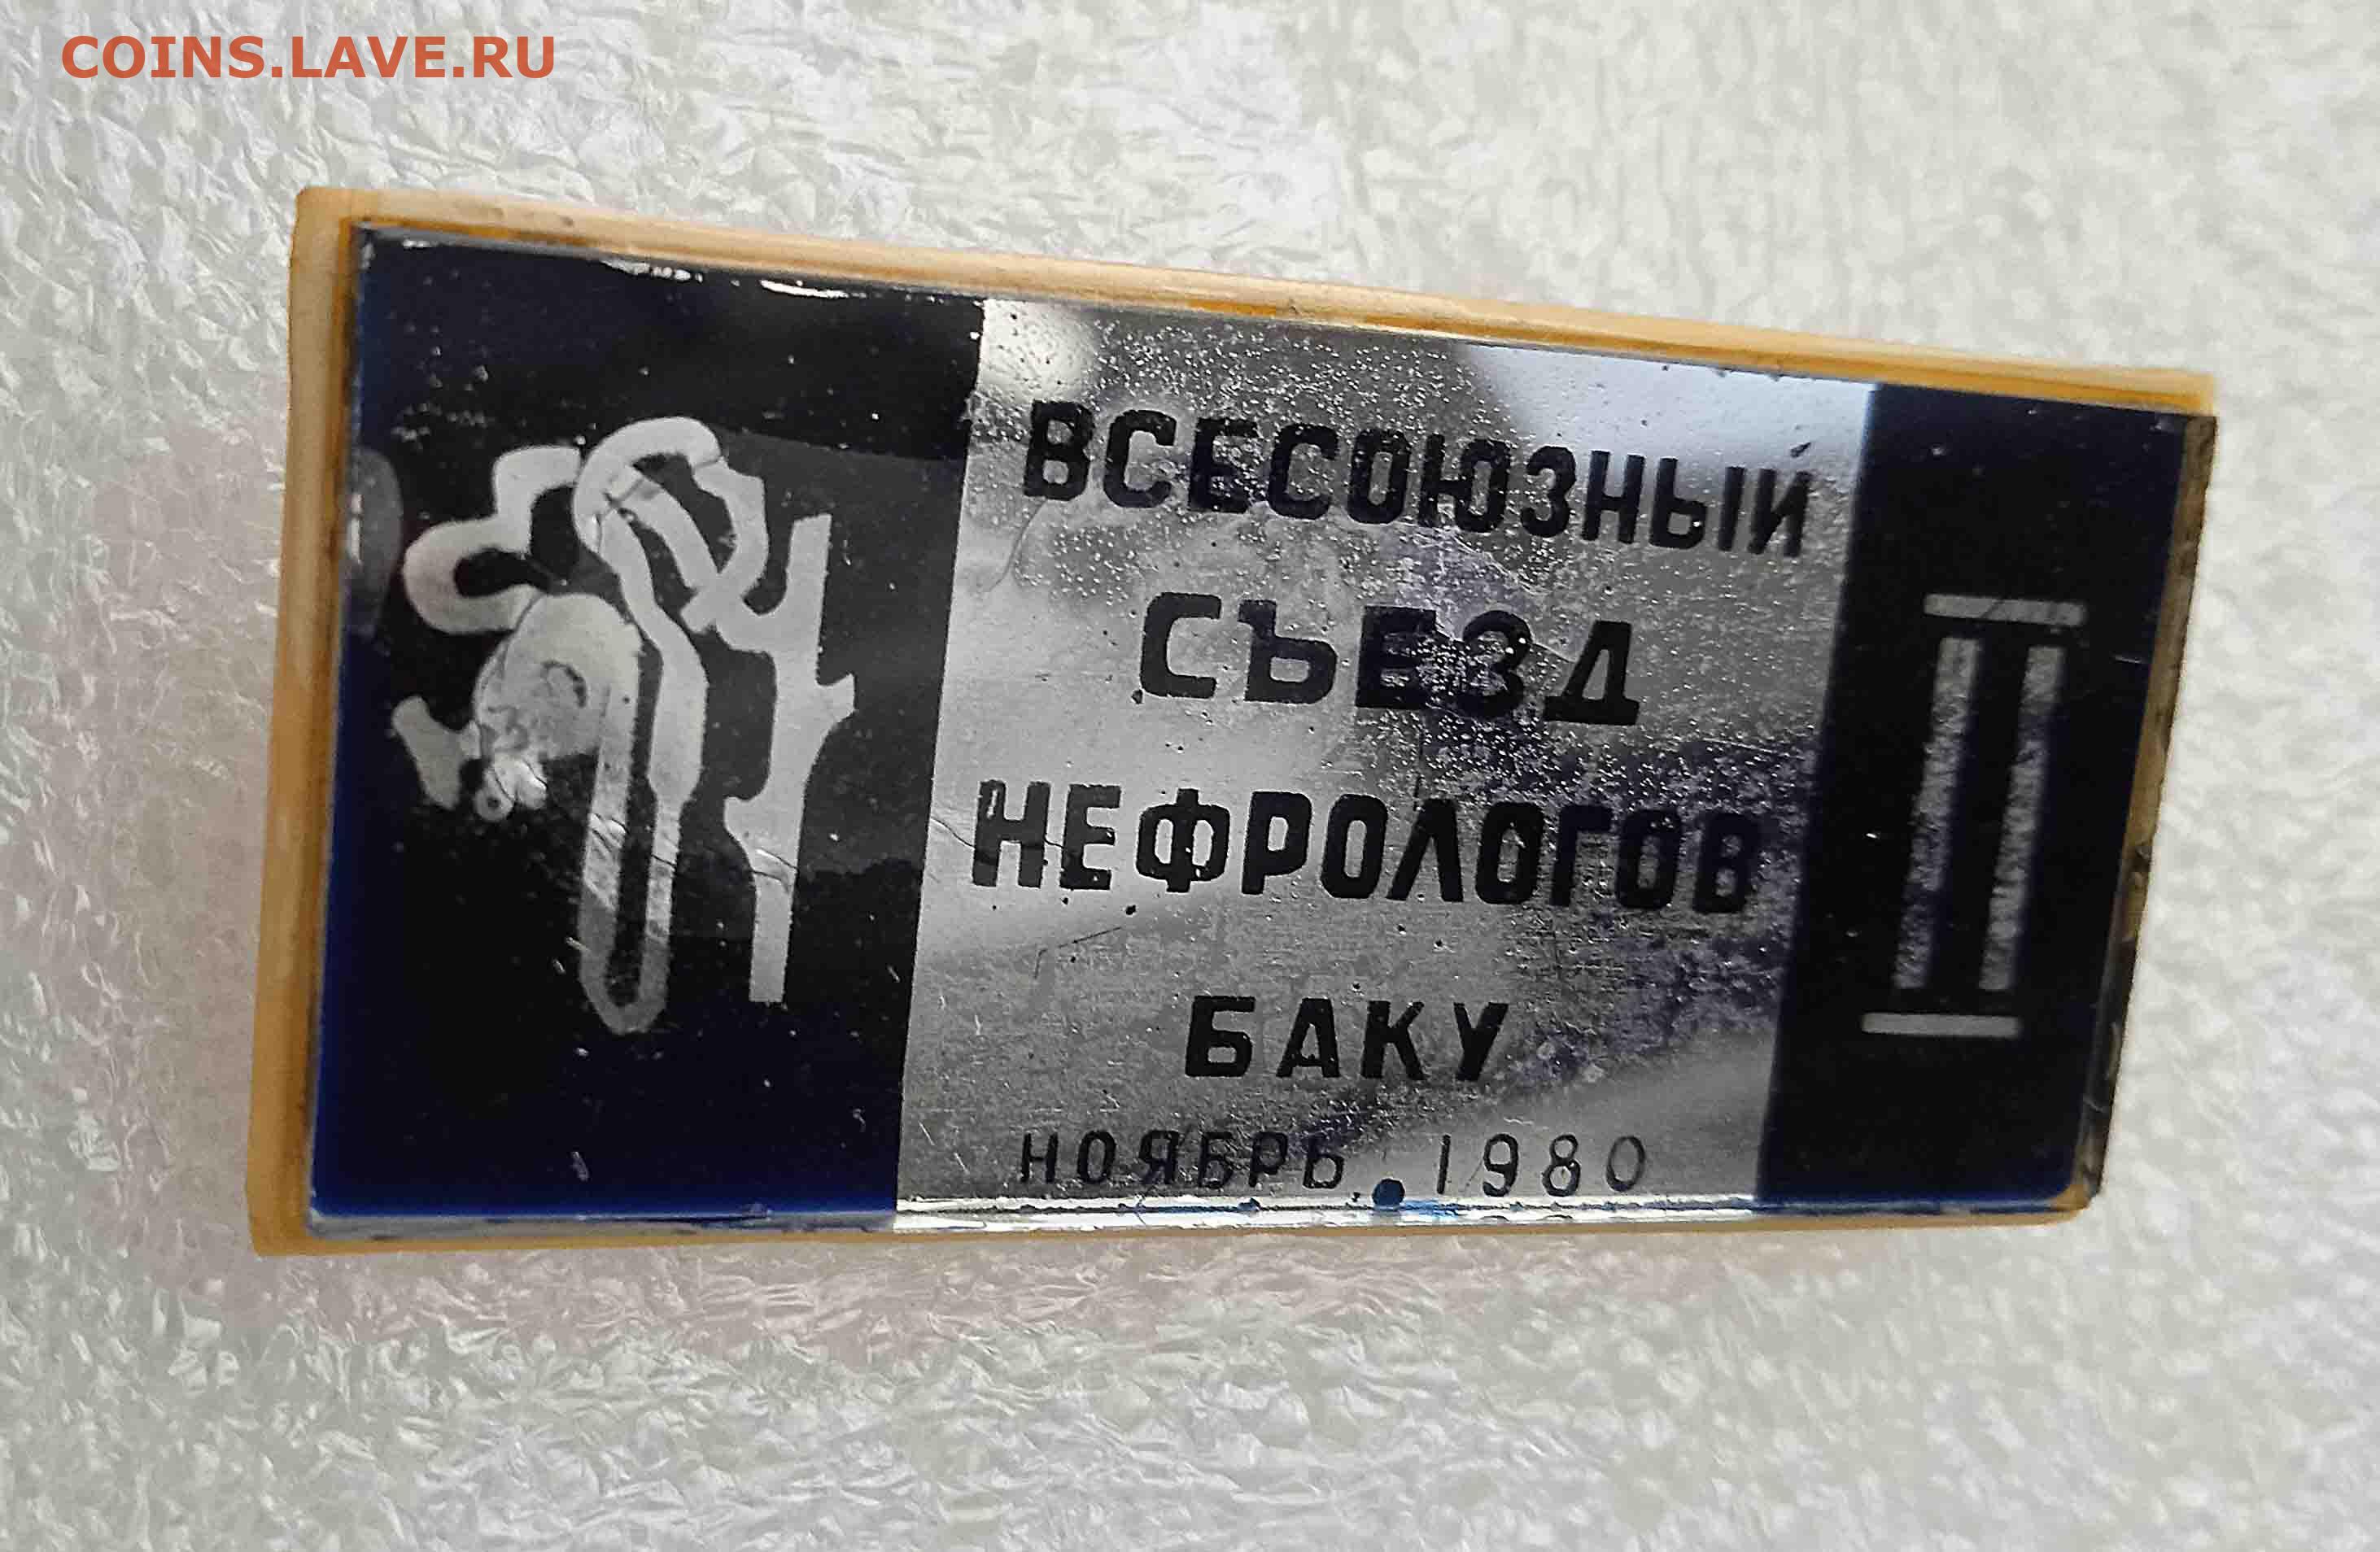 COINS.LAVE.RU
ВСЕСОЮЗНЫЙ
СЪЕЗД
НЕФРОЛОГОВ
БАКУ
НОЯБРЬ. 1980
II